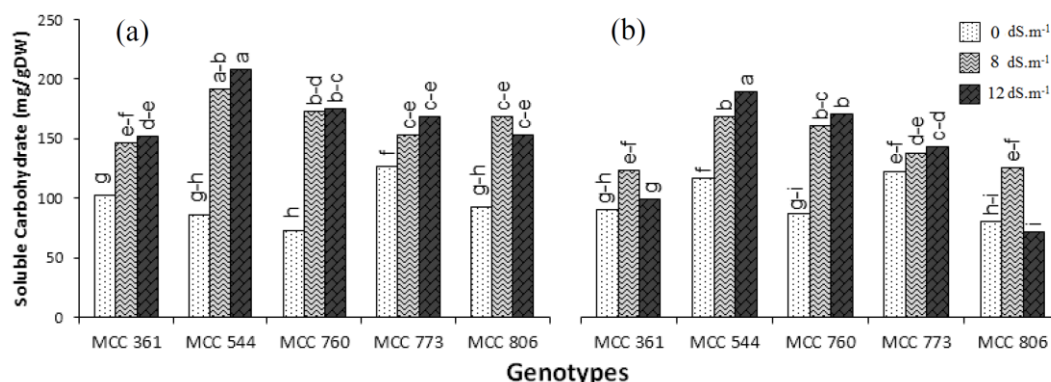 Soluble Carbohydrate (mg/gDW)
250
200
150
100
50
0
(a)
(b)
0 dS.m⁻¹
8 dS.m⁻¹
12 dS.m⁻¹
g
e-f
d-e
g-h
a-b
a
h
b-d
b-c
f
c-e
c-e
g-h
c-e
c-e
g-h
e-f
g
f
b
a
g-i
b-c
b
e-f
d-e
c-d
h-i
e-f
i
MCC 361 MCC 544 MCC 760 MCC 773 MCC 806
MCC 361 MCC 544 MCC 760 MCC 773 MCC 806
Genotypes